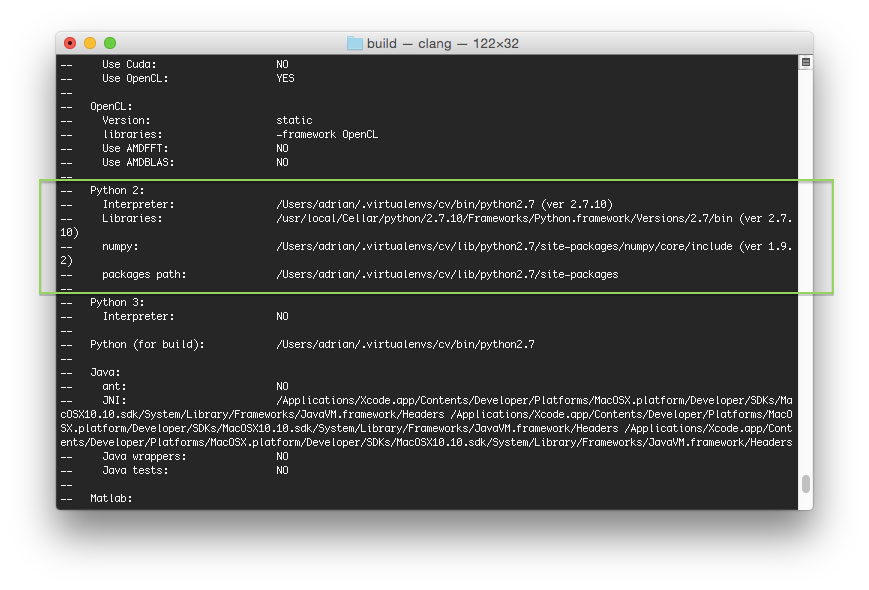 build — clang — 122×32
--     Use Cuda:                    NO
--     Use OpenCL:                  YES
--
--   OpenCL:
--     Version:                     static
--     libraries:                   -framework OpenCL
--     Use AMDFFT:                  NO
--     Use AMDBLAS:                 NO
--
--   Python 2:
--     Interpreter:                 /Users/adrian/.virtualenvs/cv/bin/python2.7 (ver 2.7.10)
--     Libraries:                   /usr/local/Cellar/python/2.7.10/Frameworks/Python.framework/Versions/2.7/bin (ver 2.7.
10)
--     numpy:                       /Users/adrian/.virtualenvs/cv/lib/python2.7/site-packages/numpy/core/include (ver 1.9.
2)
--     packages path:               /Users/adrian/.virtualenvs/cv/lib/python2.7/site-packages
--
--   Python 3:
--     Interpreter:                 NO
--
--   Python (for build):            /Users/adrian/.virtualenvs/cv/bin/python2.7
--
--   Java:
--     ant:                         NO
--     JNI:                         /Applications/Xcode.app/Contents/Developer/Platforms/MacOSX.platform/Developer/SDKs/Ma
cOSX10.10.sdk/System/Library/Frameworks/JavaVM.framework/Headers /Applications/Xcode.app/Contents/Developer/Platforms/MacO
SX.platform/Developer/SDKs/MacOSX10.10.sdk/System/Library/Frameworks/JavaVM.framework/Headers /Applications/Xcode.app/Cont
ents/Developer/Platforms/MacOSX.platform/Developer/SDKs/MacOSX10.10.sdk/System/Library/Frameworks/JavaVM.framework/Headers
--     Java wrappers:               NO
--     Java tests:                  NO
--
--   Matlab: